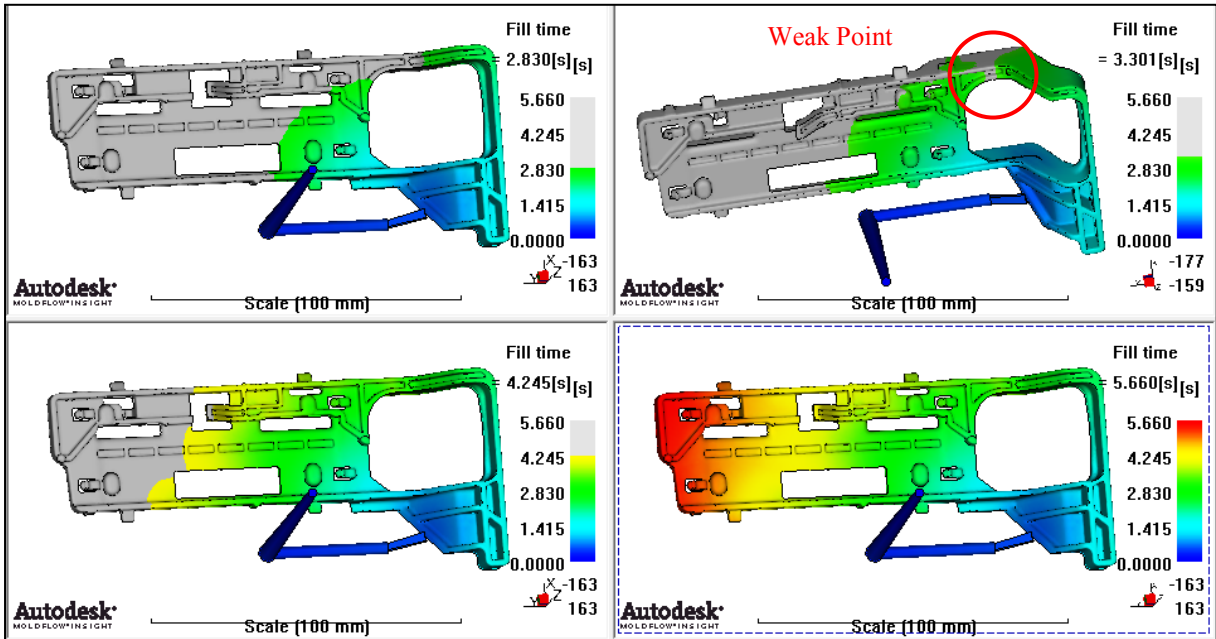 Fill time
= 2.830[s]
[s]
5.660
4.245
2.830
1.415
0.0000
X
Y Z
-163
163
Autodesk®
MOLDFLOW® INSIGHT
Scale (100 mm)
Weak Point
Fill time
= 3.301[s]
[s]
5.660
4.245
2.830
1.415
0.0000
-177
-159
Autodesk®
MOLDFLOW® INSIGHT
Scale (100 mm)
Fill time
= 4.245[s]
[s]
5.660
4.245
2.830
1.415
0.0000
X
Y Z
-163
163
Autodesk®
MOLDFLOW® INSIGHT
Scale (100 mm)
Fill time
= 5.660[s]
[s]
5.660
4.245
2.830
1.415
0.0000
-163
163
Autodesk®
MOLDFLOW® INSIGHT
Scale (100 mm)